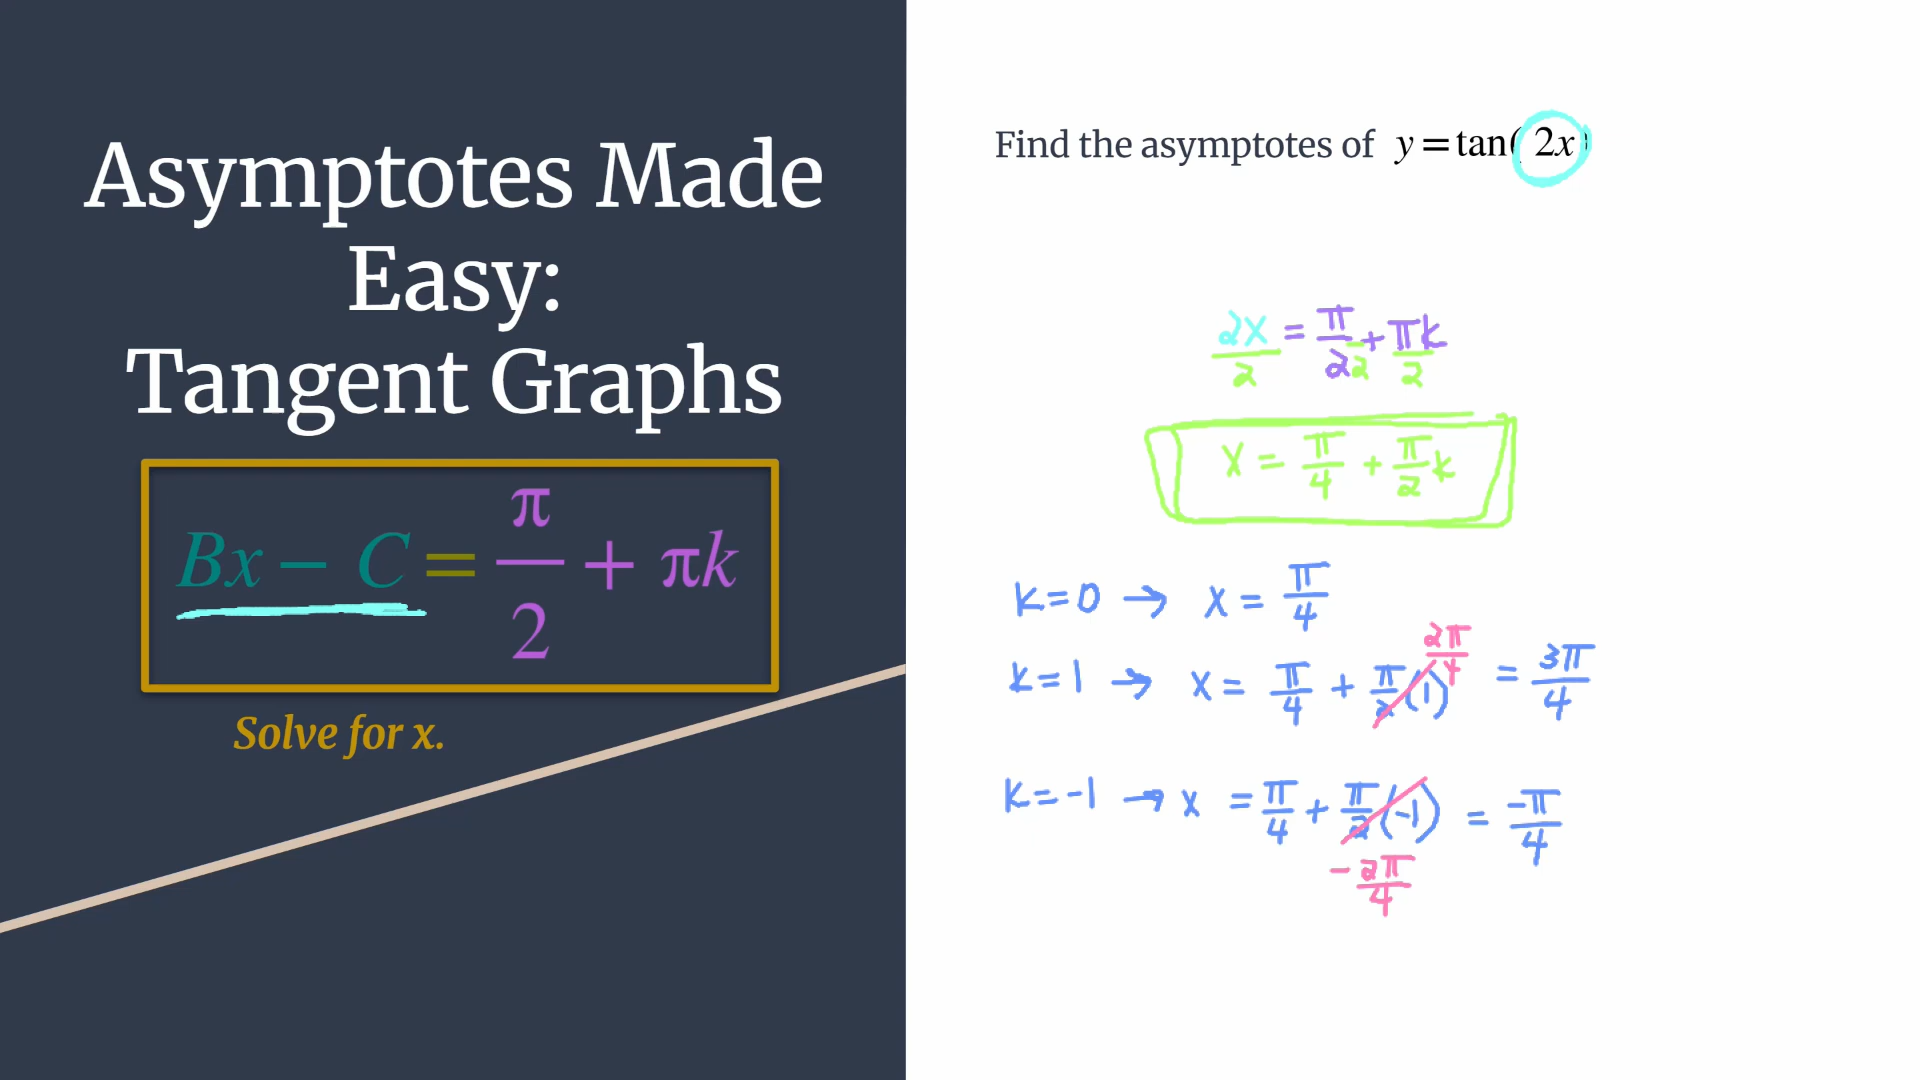 Asymptotes Made
Easy:
Tangent Graphs
Bx − C = π/2 + πk
Solve for x.
Find the asymptotes of y = tan( 2x)
2x/2 = π/2·2 + πk/2
x = π/4 + π/2 k
k=0 → x = π/4
k=1 → x = π/4 + π/2 (1) 2π/4 = 3π/4
k=-1 → x = π/4 + π/2 (-1) = -π/4
-2π/4